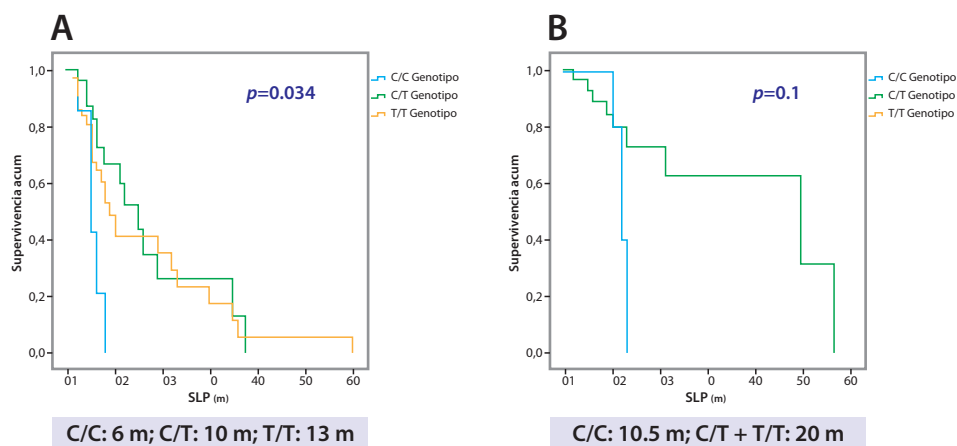 A
B
p=0.034
p=0.1
C/C Genotipo
C/T Genotipo
T/T Genotipo
C/C Genotipo
C/T Genotipo
T/T Genotipo
Supervivencia acum
1,0
0,8
0,6
0,4
0,2
0,0
01 02 03 0 40 50 60
SLP (m)
Supervivencia acum
1,0
0,8
0,6
0,4
0,2
0,0
01 02 03 0 40 50 60
SLP (m)
C/C: 6 m; C/T: 10 m; T/T: 13 m
C/C: 10.5 m; C/T + T/T: 20 m